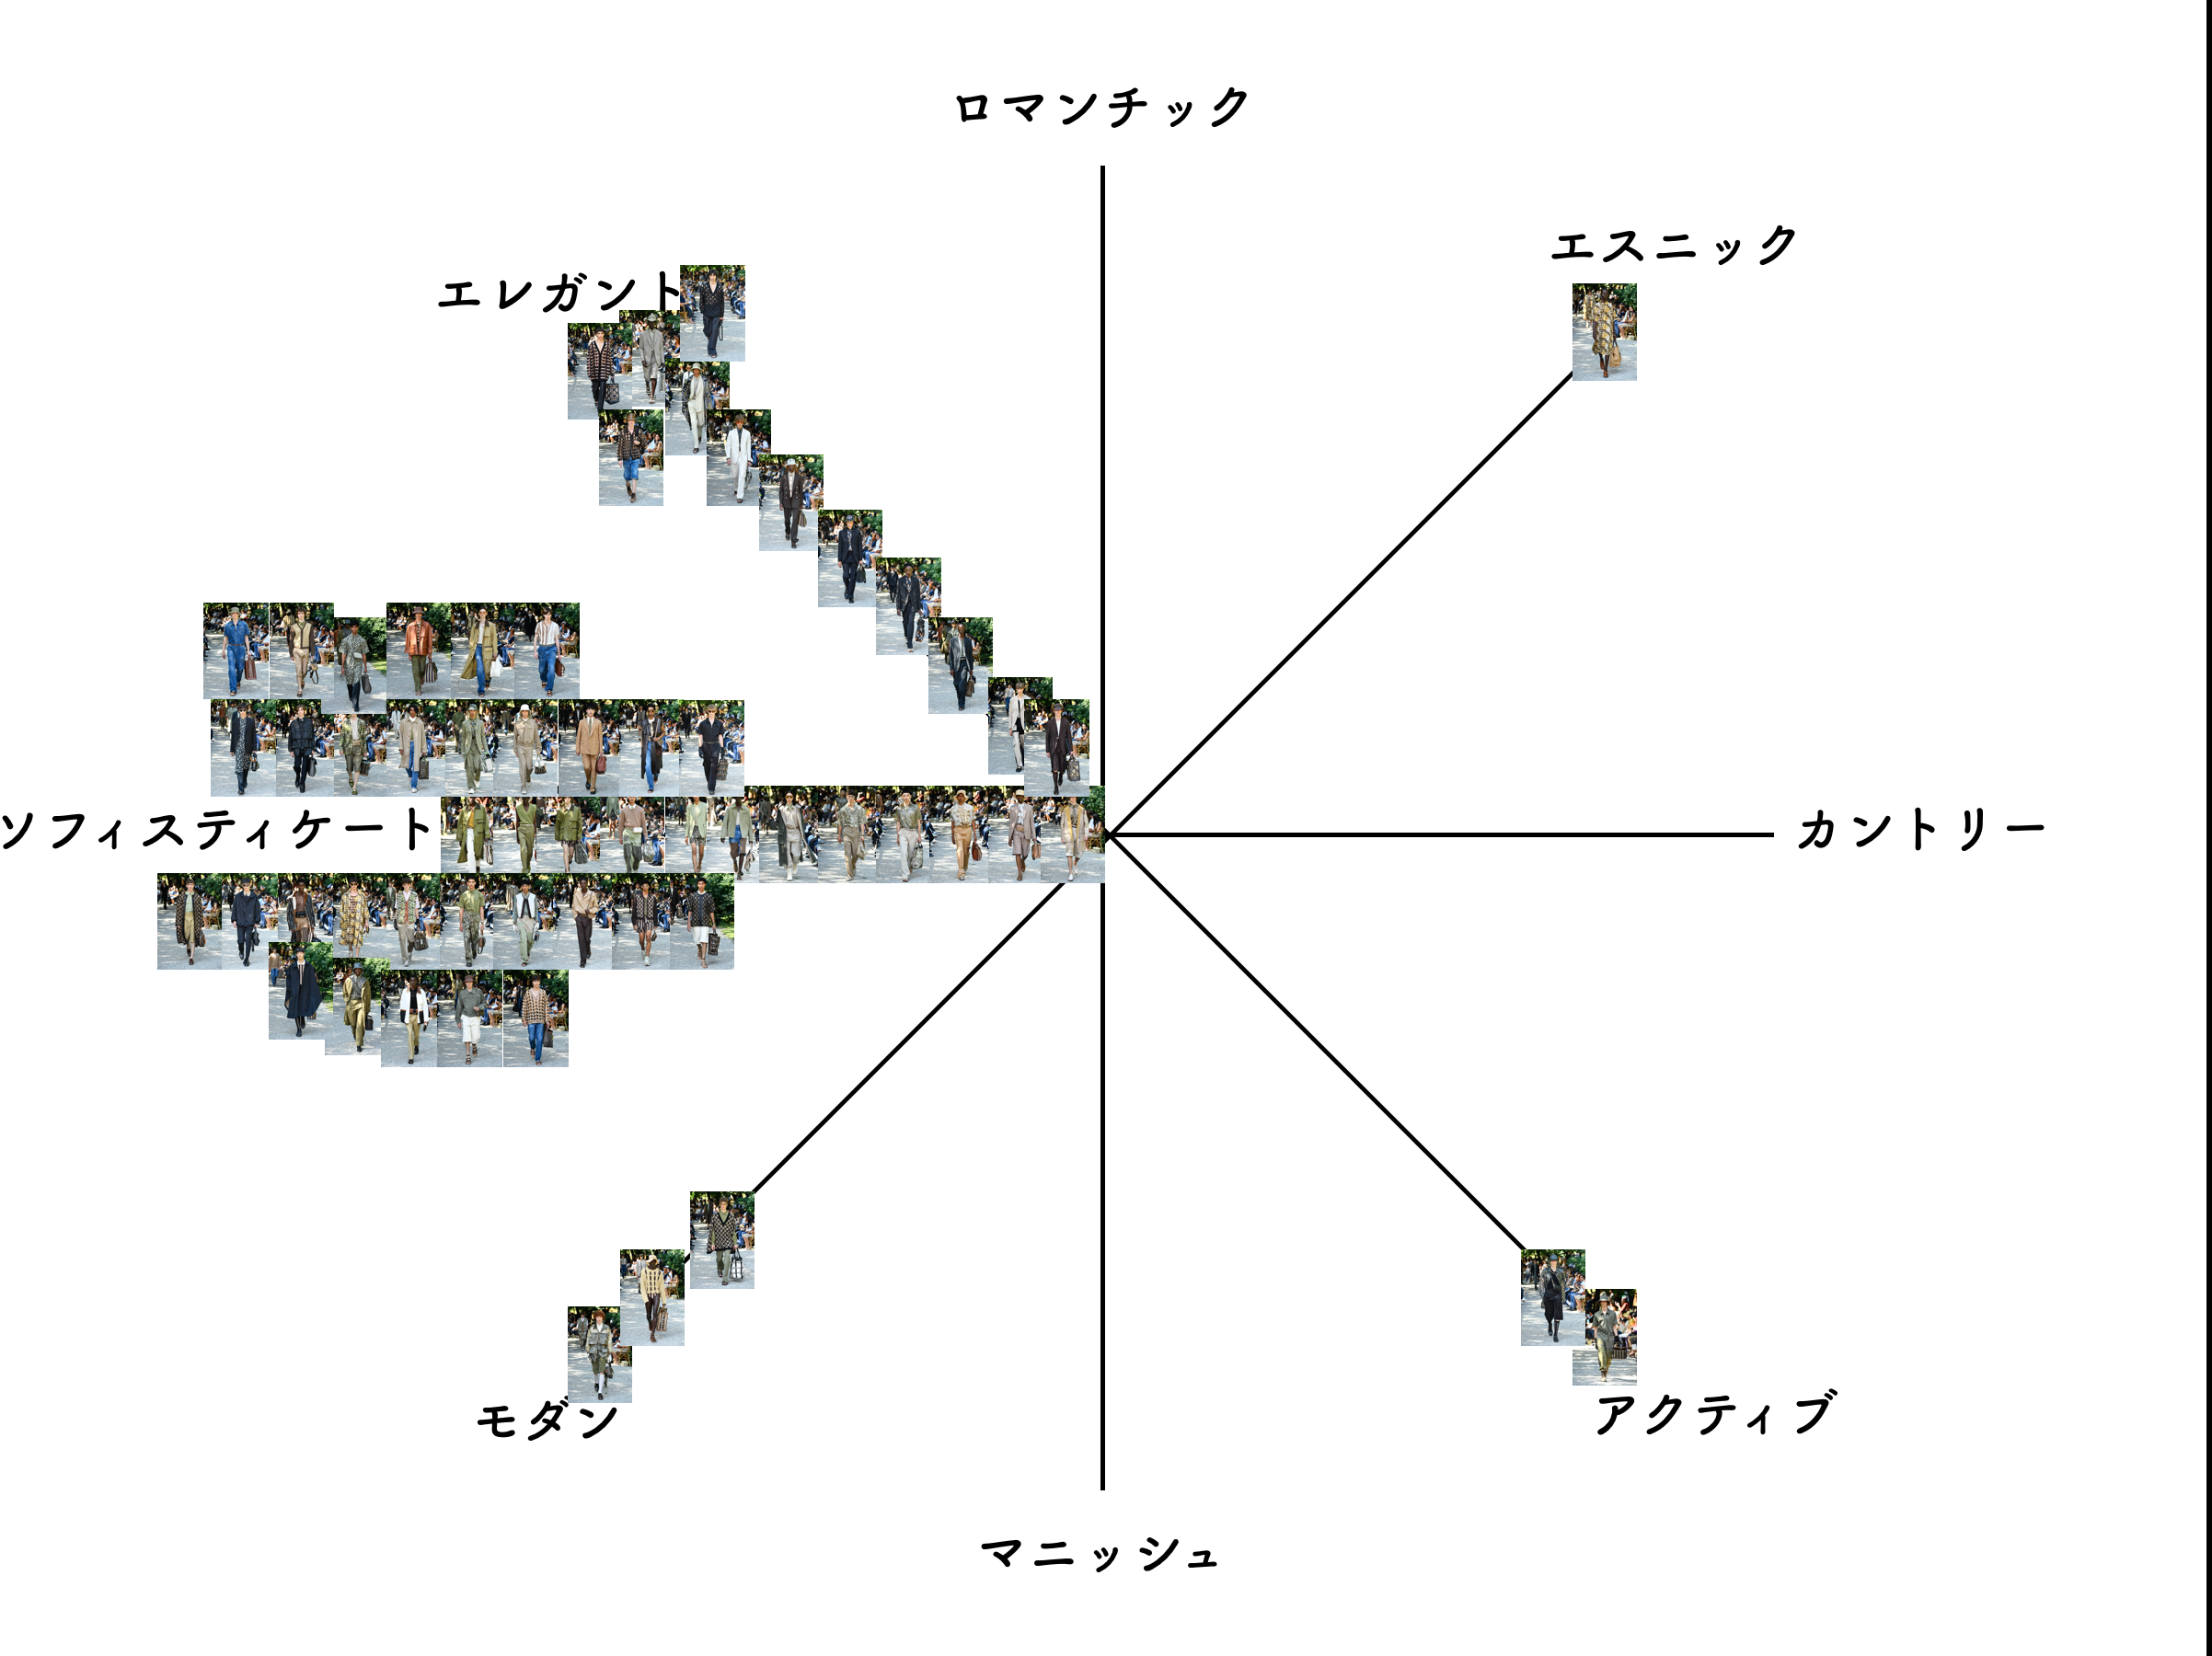 ロマンチック
エスニック
エレガント
ソフィスティケート
カントリー
モダン
アクティブ
マニッシュ